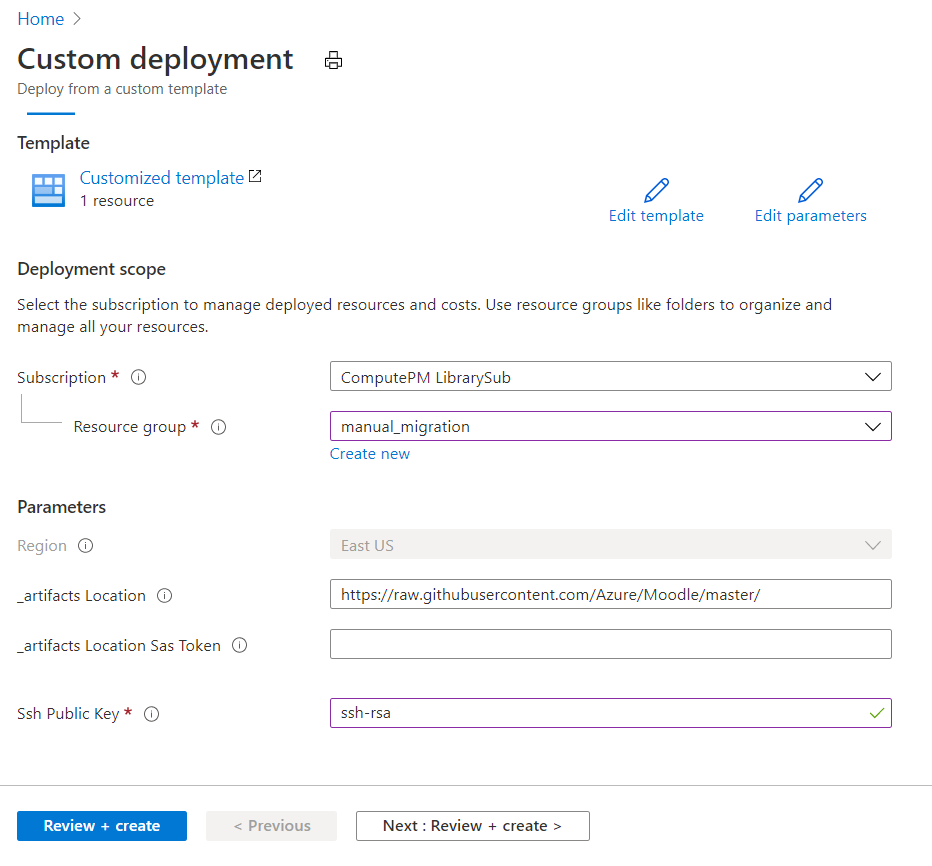 Home >
Custom deployment
Deploy from a custom template
Template
Customized template
1 resource
Edit template
Edit parameters
Deployment scope
Select the subscription to manage deployed resources and costs. Use resource groups like folders to organize and
manage all your resources.
Subscription *
ComputePM LibrarySub
Resource group *
manual_migration
Create new
Parameters
Region
East US
_artifacts Location
https://raw.githubusercontent.com/Azure/Moodle/master/
_artifacts Location Sas Token
Ssh Public Key *
ssh-rsa
Review + create
< Previous
Next : Review + create >